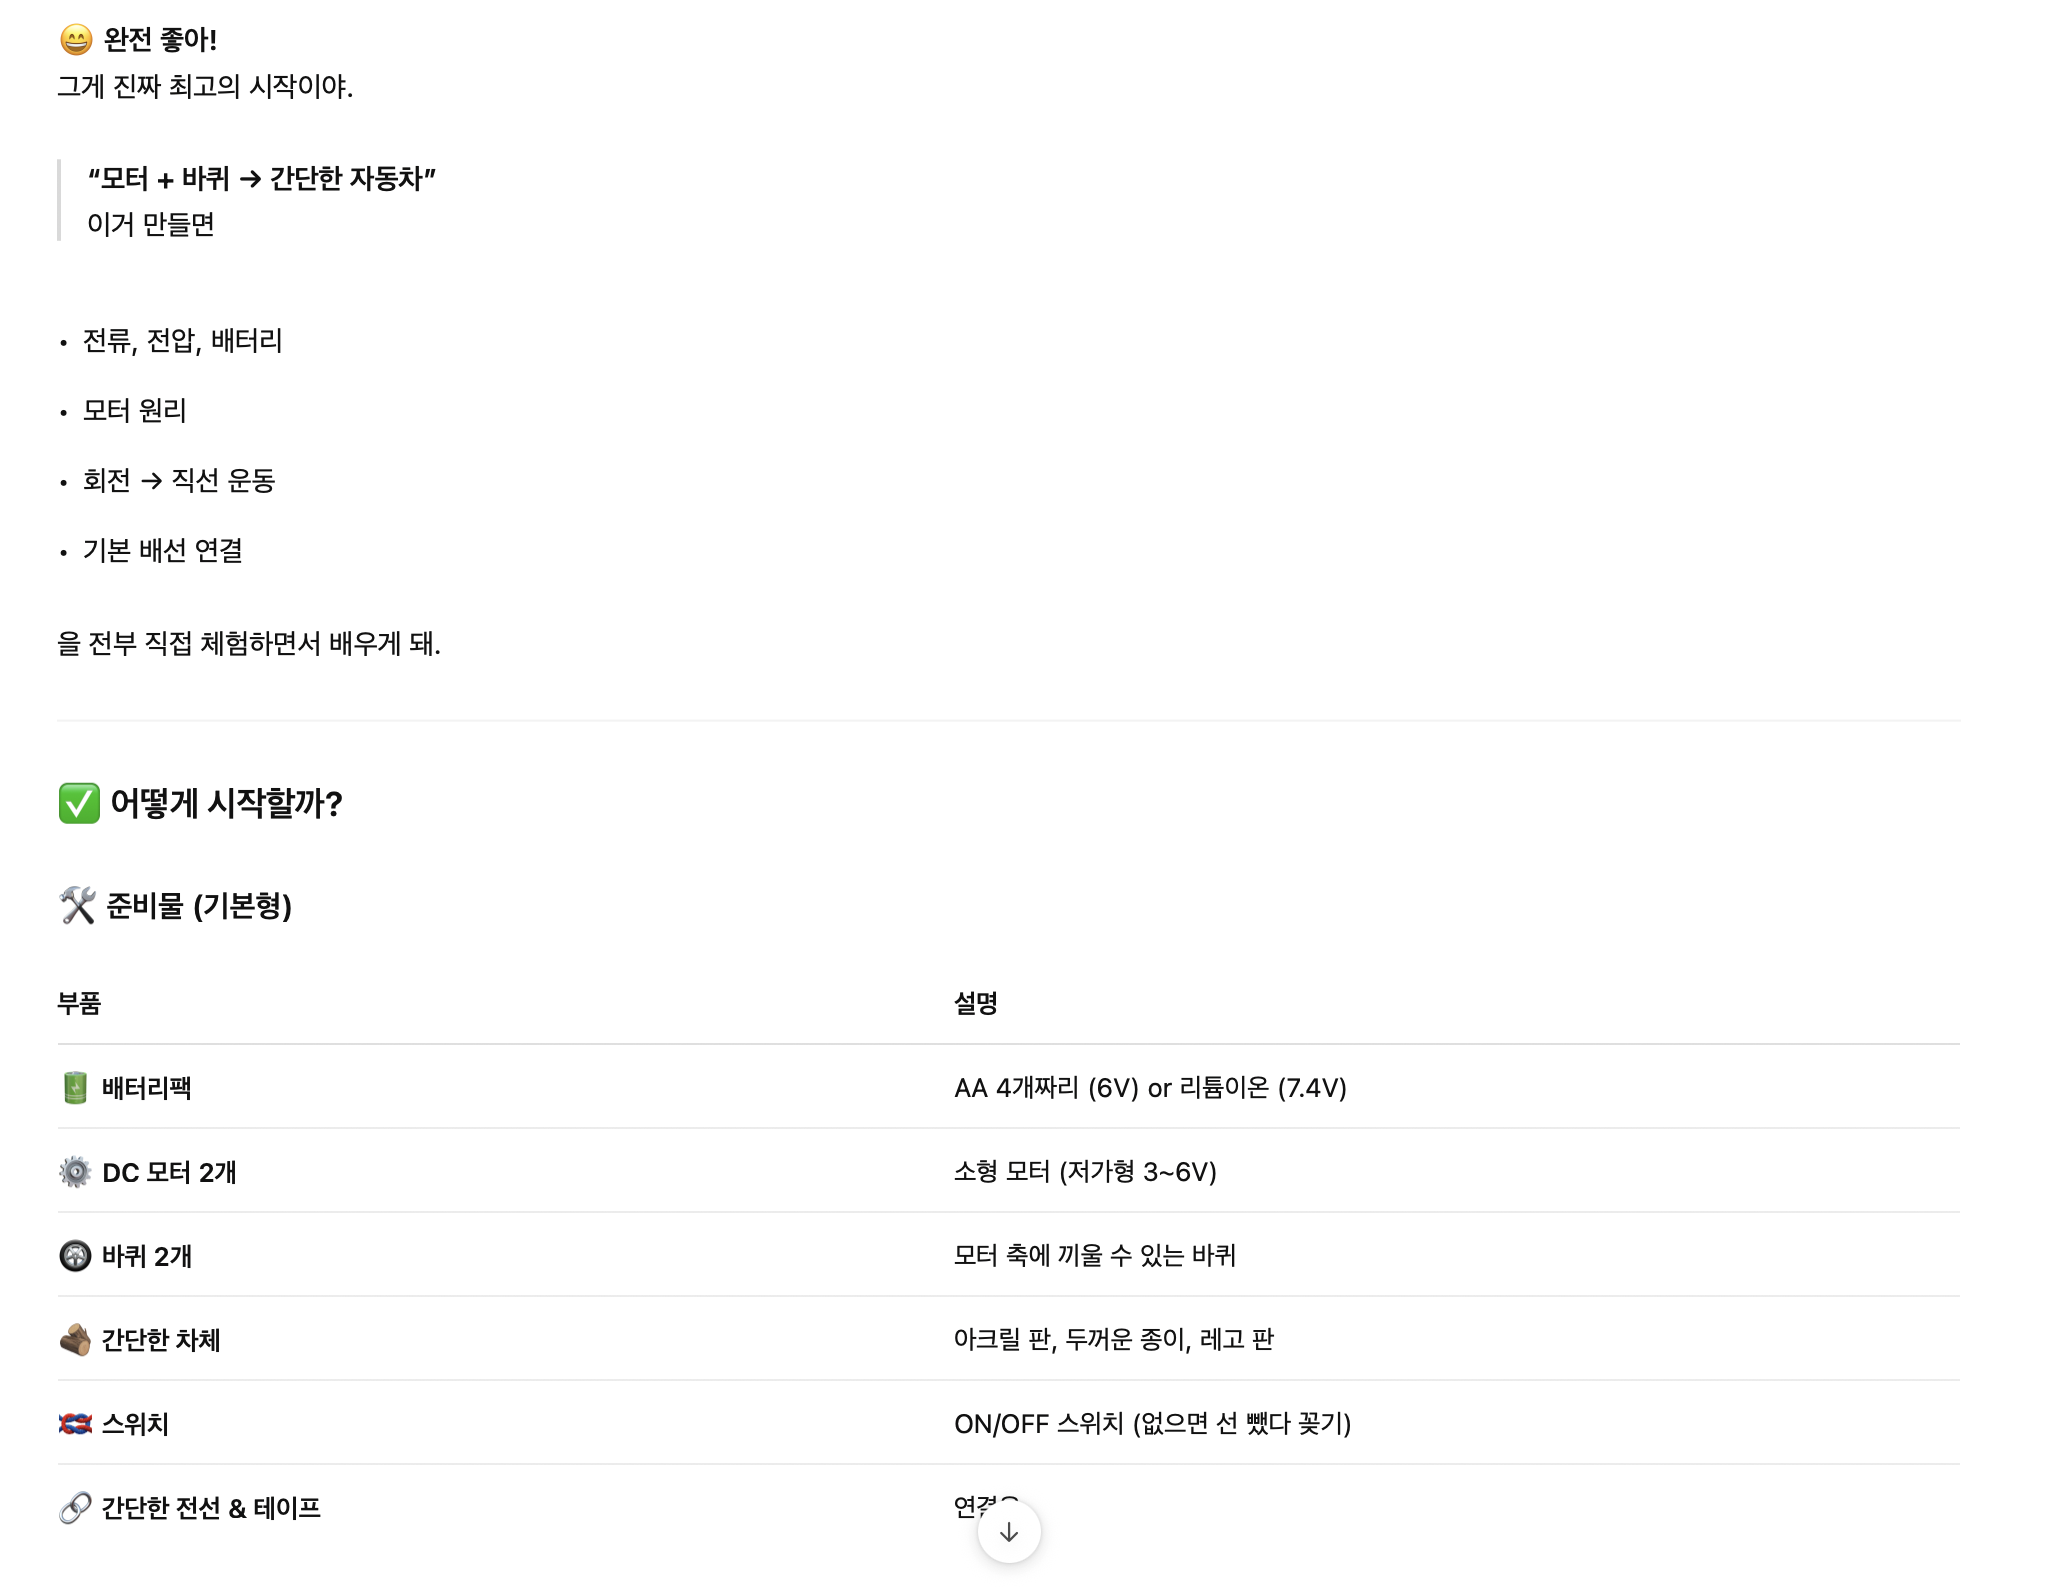 😄 완전 좋아!
그게 진짜 최고의 시작이야.
“모터 + 바퀴 → 간단한 자동차”
이거 만들면
• 전류, 전압, 배터리
• 모터 원리
• 회전 → 직선 운동
• 기본 배선 연결
을 전부 직접 체험하면서 배우게 돼.
✅ 어떻게 시작할까?
🛠️ 준비물 (기본형)
부품 설명
🔋 배터리팩 AA 4개짜리 (6V) or 리튬이온 (7.4V)
⚙️ DC 모터 2개 소형 모터 (저가형 3~6V)
🛞 바퀴 2개 모터 축에 끼울 수 있는 바퀴
🪵 간단한 차체 아크릴 판, 두꺼운 종이, 레고 판
🪢 스위치 ON/OFF 스위치 (없으면 선 뺐다 꽂기)
🔗 간단한 전선 & 테이프